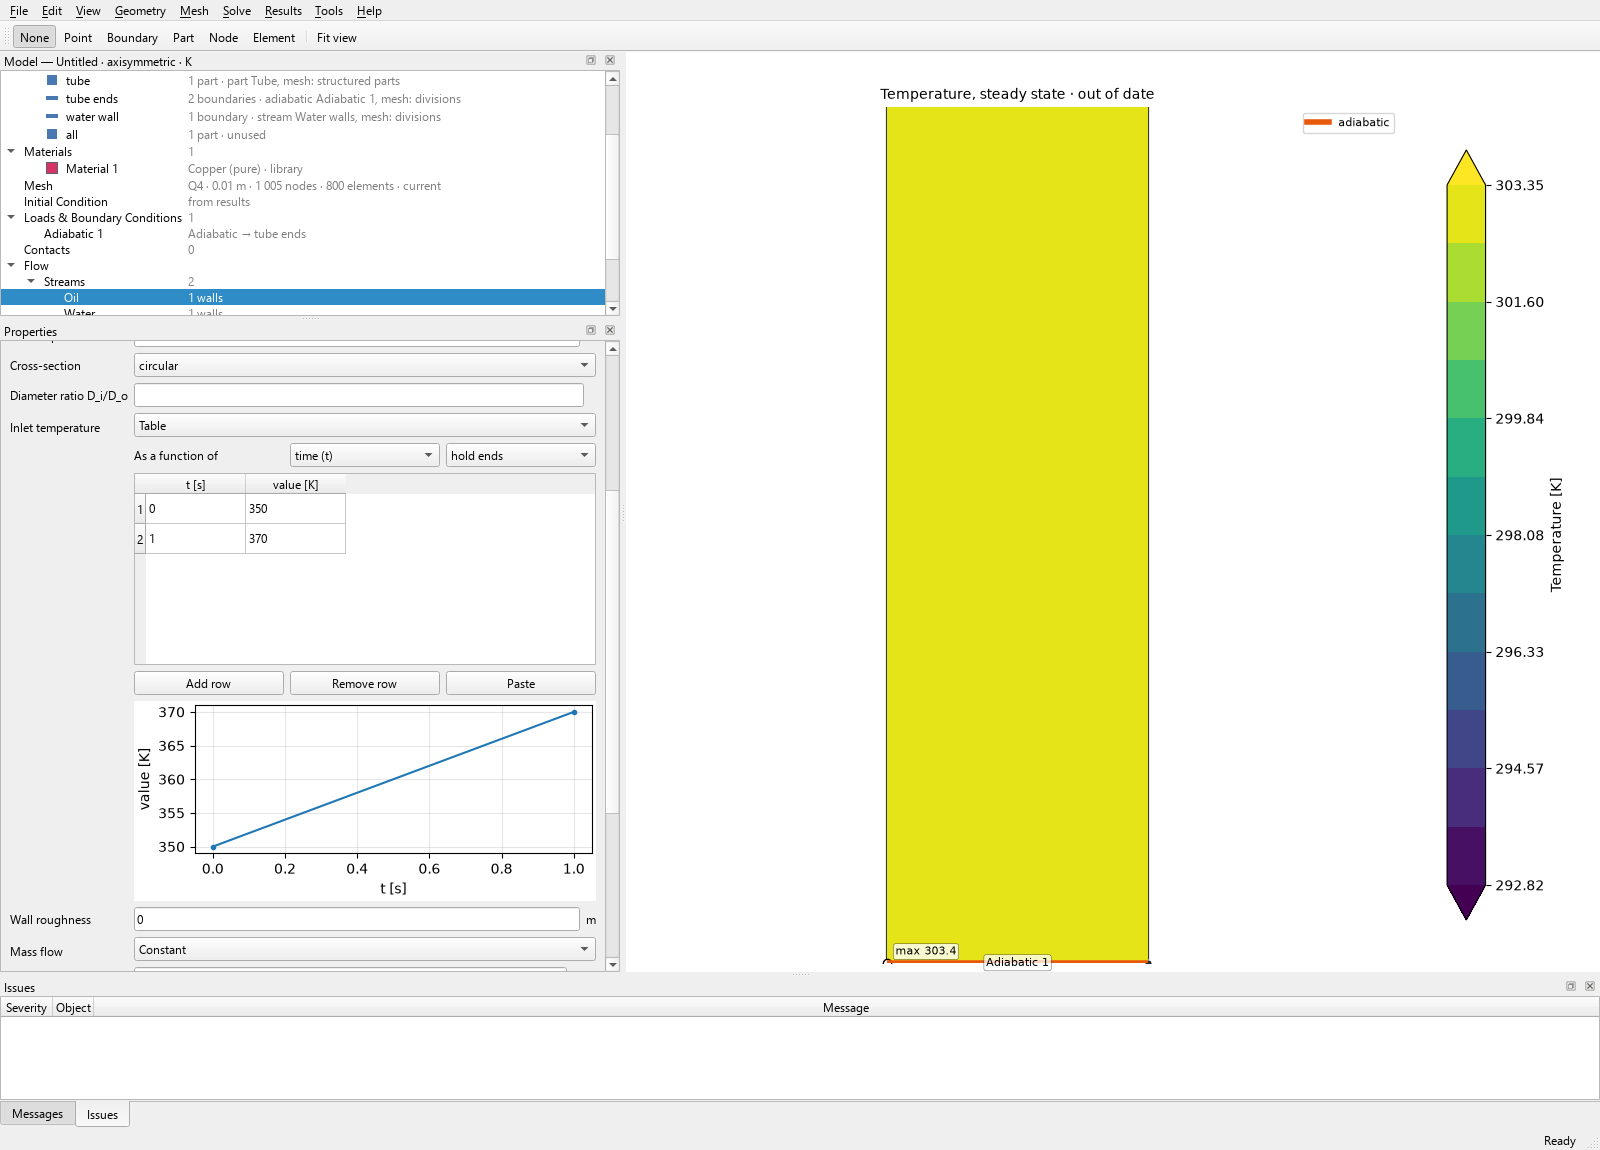 File Edit View Geometry Mesh Solve Results Tools Help
None Point Boundary Part Node Element Fit view
Model — Untitled · axisymmetric · K
tube 1 part · part Tube, mesh: structured parts
tube ends 2 boundaries · adiabatic Adiabatic 1, mesh: divisions
water wall 1 boundary · stream Water walls, mesh: divisions
all 1 part · unused
Materials 1
Material 1 Copper (pure) · library
Mesh Q4 · 0.01 m · 1 005 nodes · 800 elements · current
Initial Condition from results
Loads & Boundary Conditions 1
Adiabatic 1 Adiabatic → tube ends
Contacts 0
Flow
Streams 2
Oil 1 walls
Water 1 walls
Properties
Cross-section circular
Diameter ratio D_i/D_o
Inlet temperature Table
As a function of time (t) hold ends
t [s] value [K]
1 0 350
2 1 370
Add row Remove row Paste
370
365
360
355
350
value [K]
0.0 0.2 0.4 0.6 0.8 1.0
t [s]
Wall roughness 0 m
Mass flow Constant
Temperature, steady state · out of date
adiabatic
303.35
301.60
299.84
298.08
296.33
294.57
292.82
Temperature [K]
max 303.4
Adiabatic 1
Issues
Severity Object Message
Messages Issues
Ready